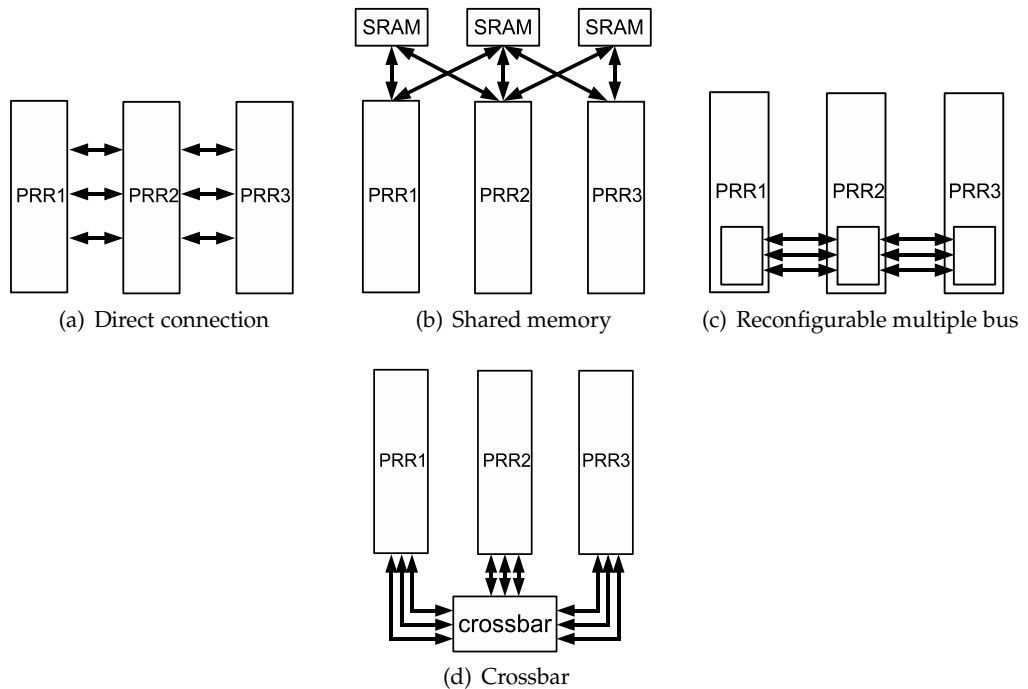 SRAM SRAM SRAM
PRR1 PRR2 PRR3
(a) Direct connection
PRR1 PRR2 PRR3
(b) Shared memory
PRR1 PRR2 PRR3
(c) Reconfigurable multiple bus
PRR1 PRR2 PRR3
crossbar
(d) Crossbar